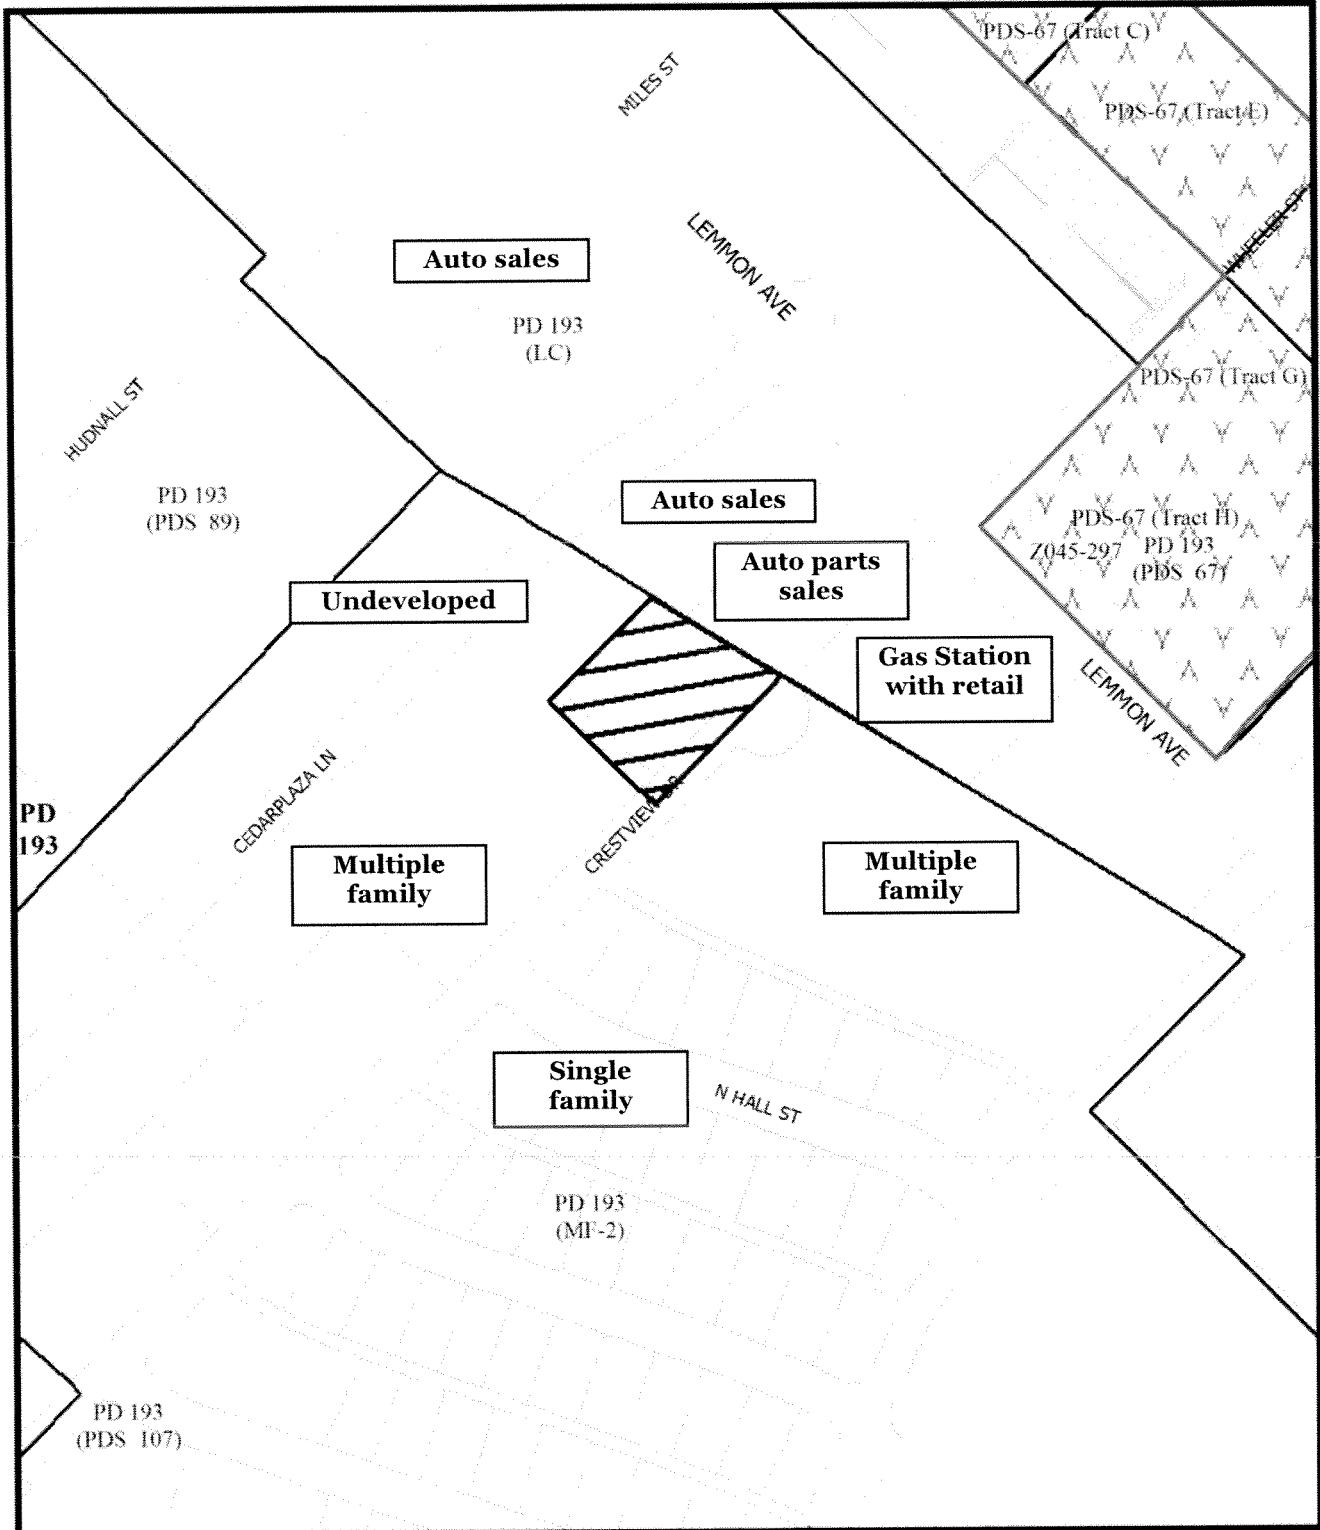 PDS-67 (Tract C)
MILES ST
PDS-67 (Tract E)
WHEELER ST
LEMMON AVE
Auto sales
PD 193
(LC)
HUDNALL ST
PDS-67 (Tract G)
PD 193
(PDS 89)
Auto sales
PDS-67 (Tract H)
Z045-297
PD 193
(PDS 67)
Auto parts
sales
Undeveloped
Gas Station
with retail
LEMMON AVE
CEDARPLAZA LN
CRESTVIEW DR
PD
193
Multiple
family
Multiple
family
Single
family
N HALL ST
PD 193
(MF-2)
PD 193
(PDS 107)